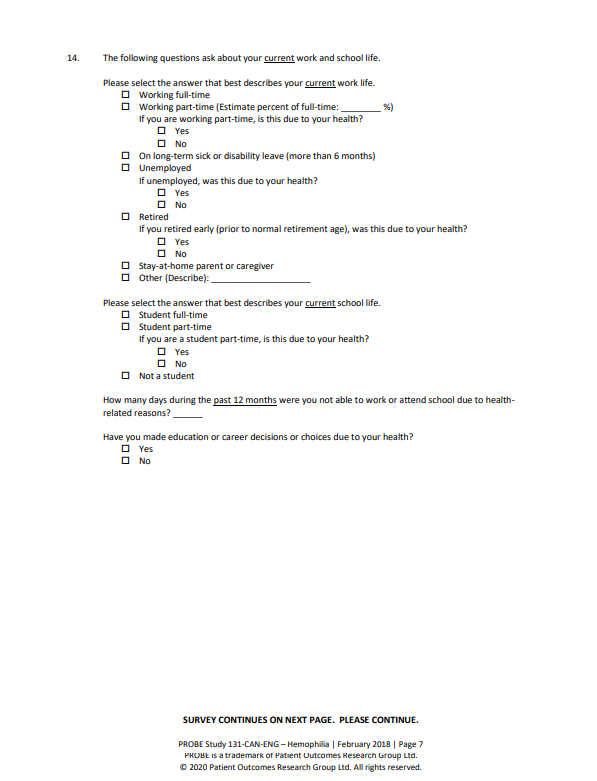 14. The following questions ask about your current work and school life.
Please select the answer that best describes your current work life.
☐ Working full-time
☐ Working part-time (Estimate percent of full-time: ________ %)
If you are working part-time, is this due to your health?
☐ Yes
☐ No
☐ On long-term sick or disability leave (more than 6 months)
☐ Unemployed
If unemployed, was this due to your health?
☐ Yes
☐ No
☐ Retired
If you retired early (prior to normal retirement age), was this due to your health?
☐ Yes
☐ No
☐ Stay-at-home parent or caregiver
☐ Other (Describe): ____________________
Please select the answer that best describes your current school life.
☐ Student full-time
☐ Student part-time
If you are a student part-time, is this due to your health?
☐ Yes
☐ No
☐ Not a student
How many days during the past 12 months were you not able to work or attend school due to health-
related reasons? ______
Have you made education or career decisions or choices due to your health?
☐ Yes
☐ No
SURVEY CONTINUES ON NEXT PAGE. PLEASE CONTINUE.
PROBE Study 131-CAN-ENG – Hemophilia | February 2018 | Page 7
PROBE is a trademark of Patient Outcomes Research Group Ltd.
© 2020 Patient Outcomes Research Group Ltd. All rights reserved.